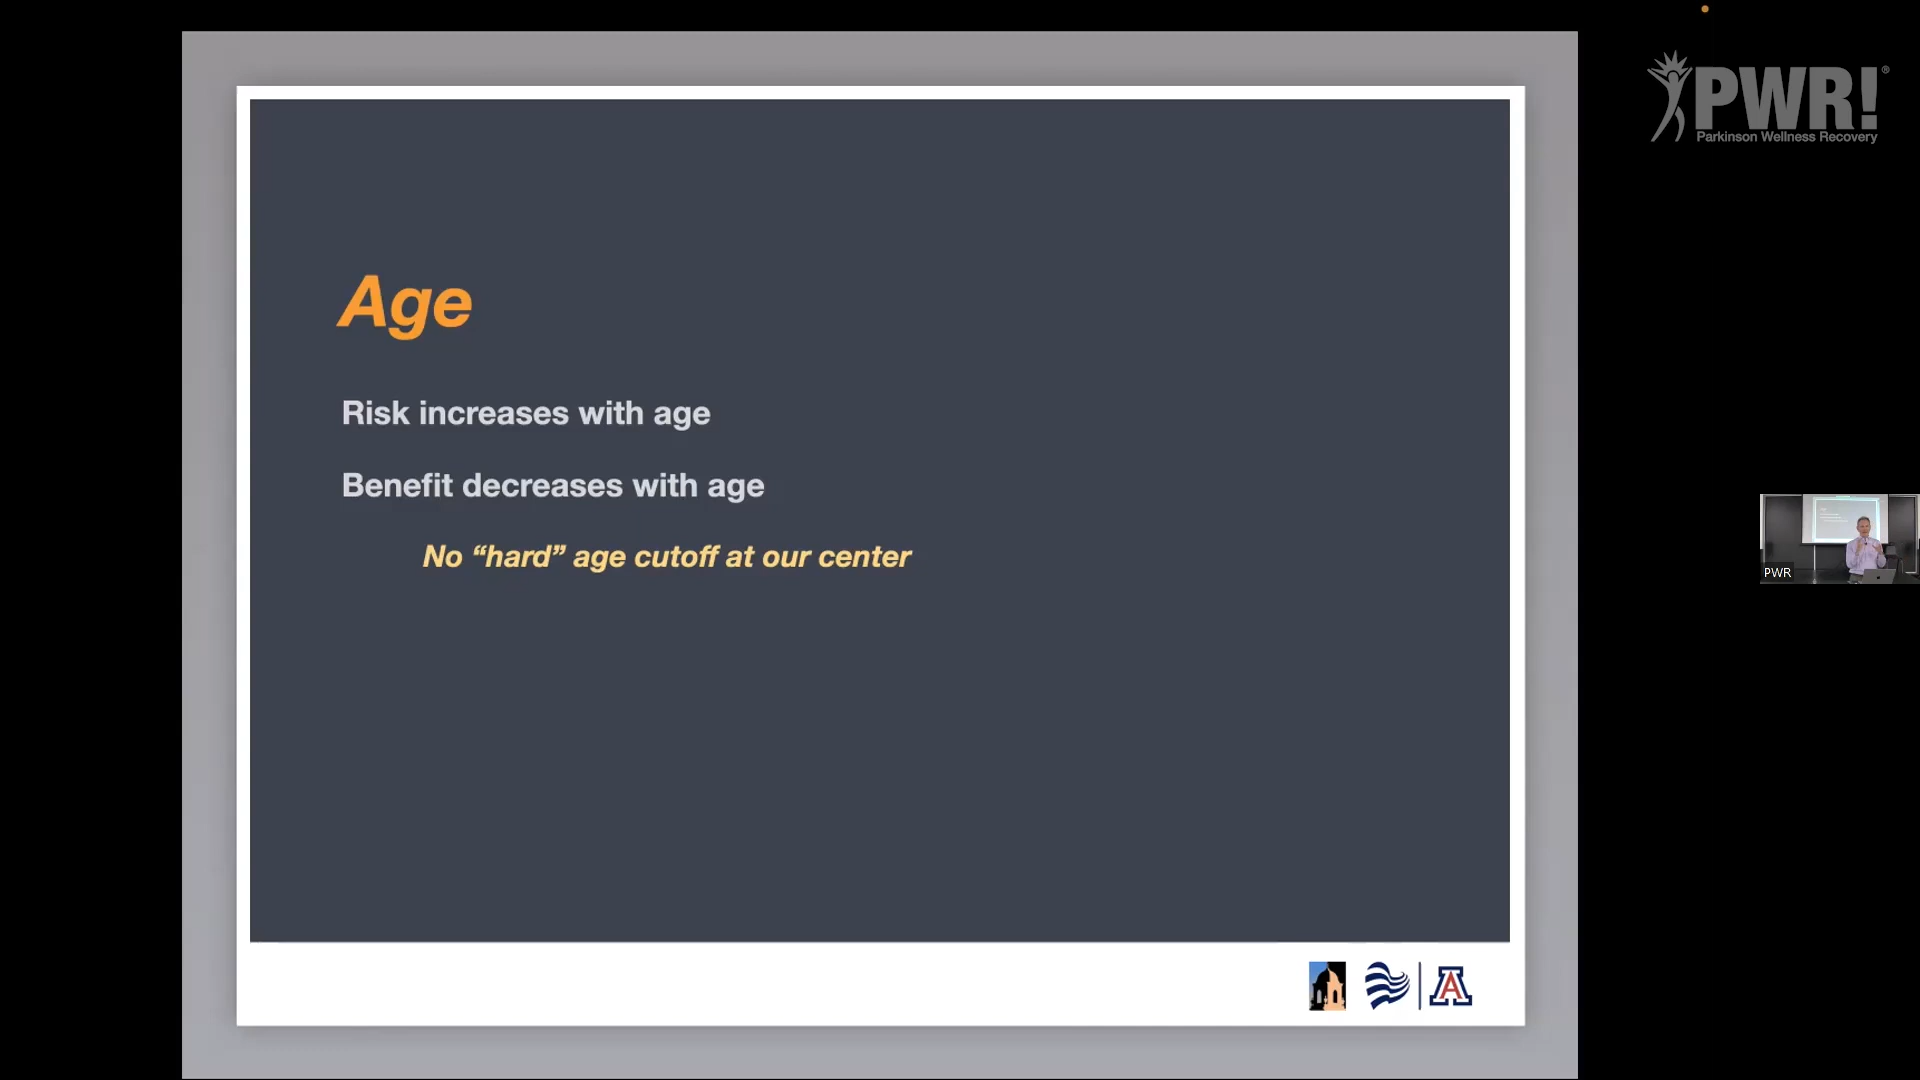 PWR!®
Parkinson Wellness Recovery
Age
Risk increases with age
Benefit decreases with age
No “hard” age cutoff at our center
PWR
A